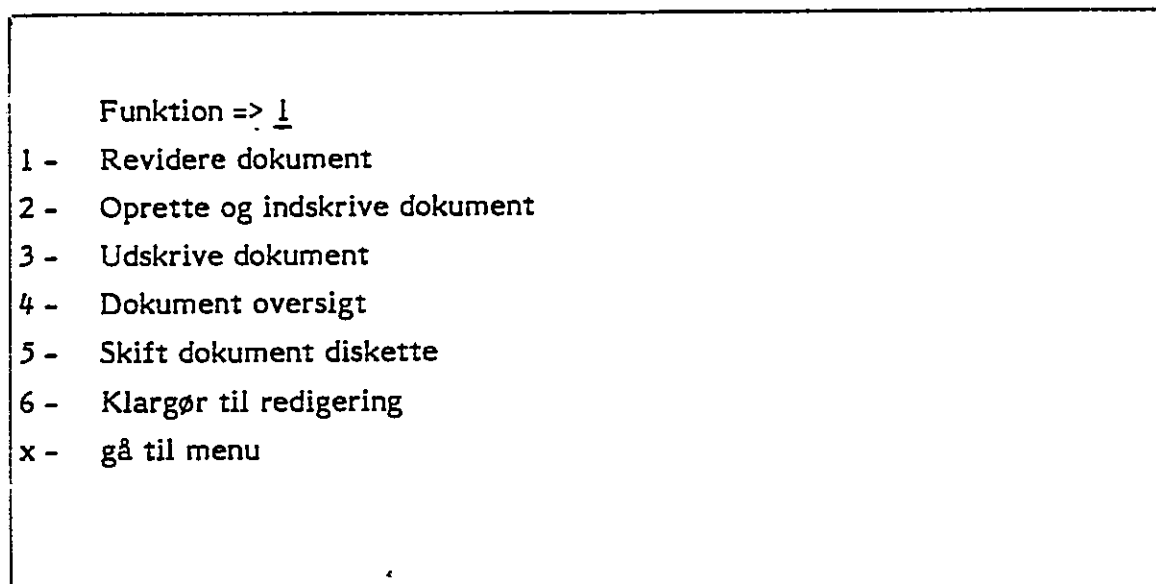 Funktion => 1
1 - Revidere dokument
2 - Oprette og indskrive dokument
3 - Udskrive dokument
4 - Dokument oversigt
5 - Skift dokument diskette
6 - Klargør til redigering
x - gå til menu